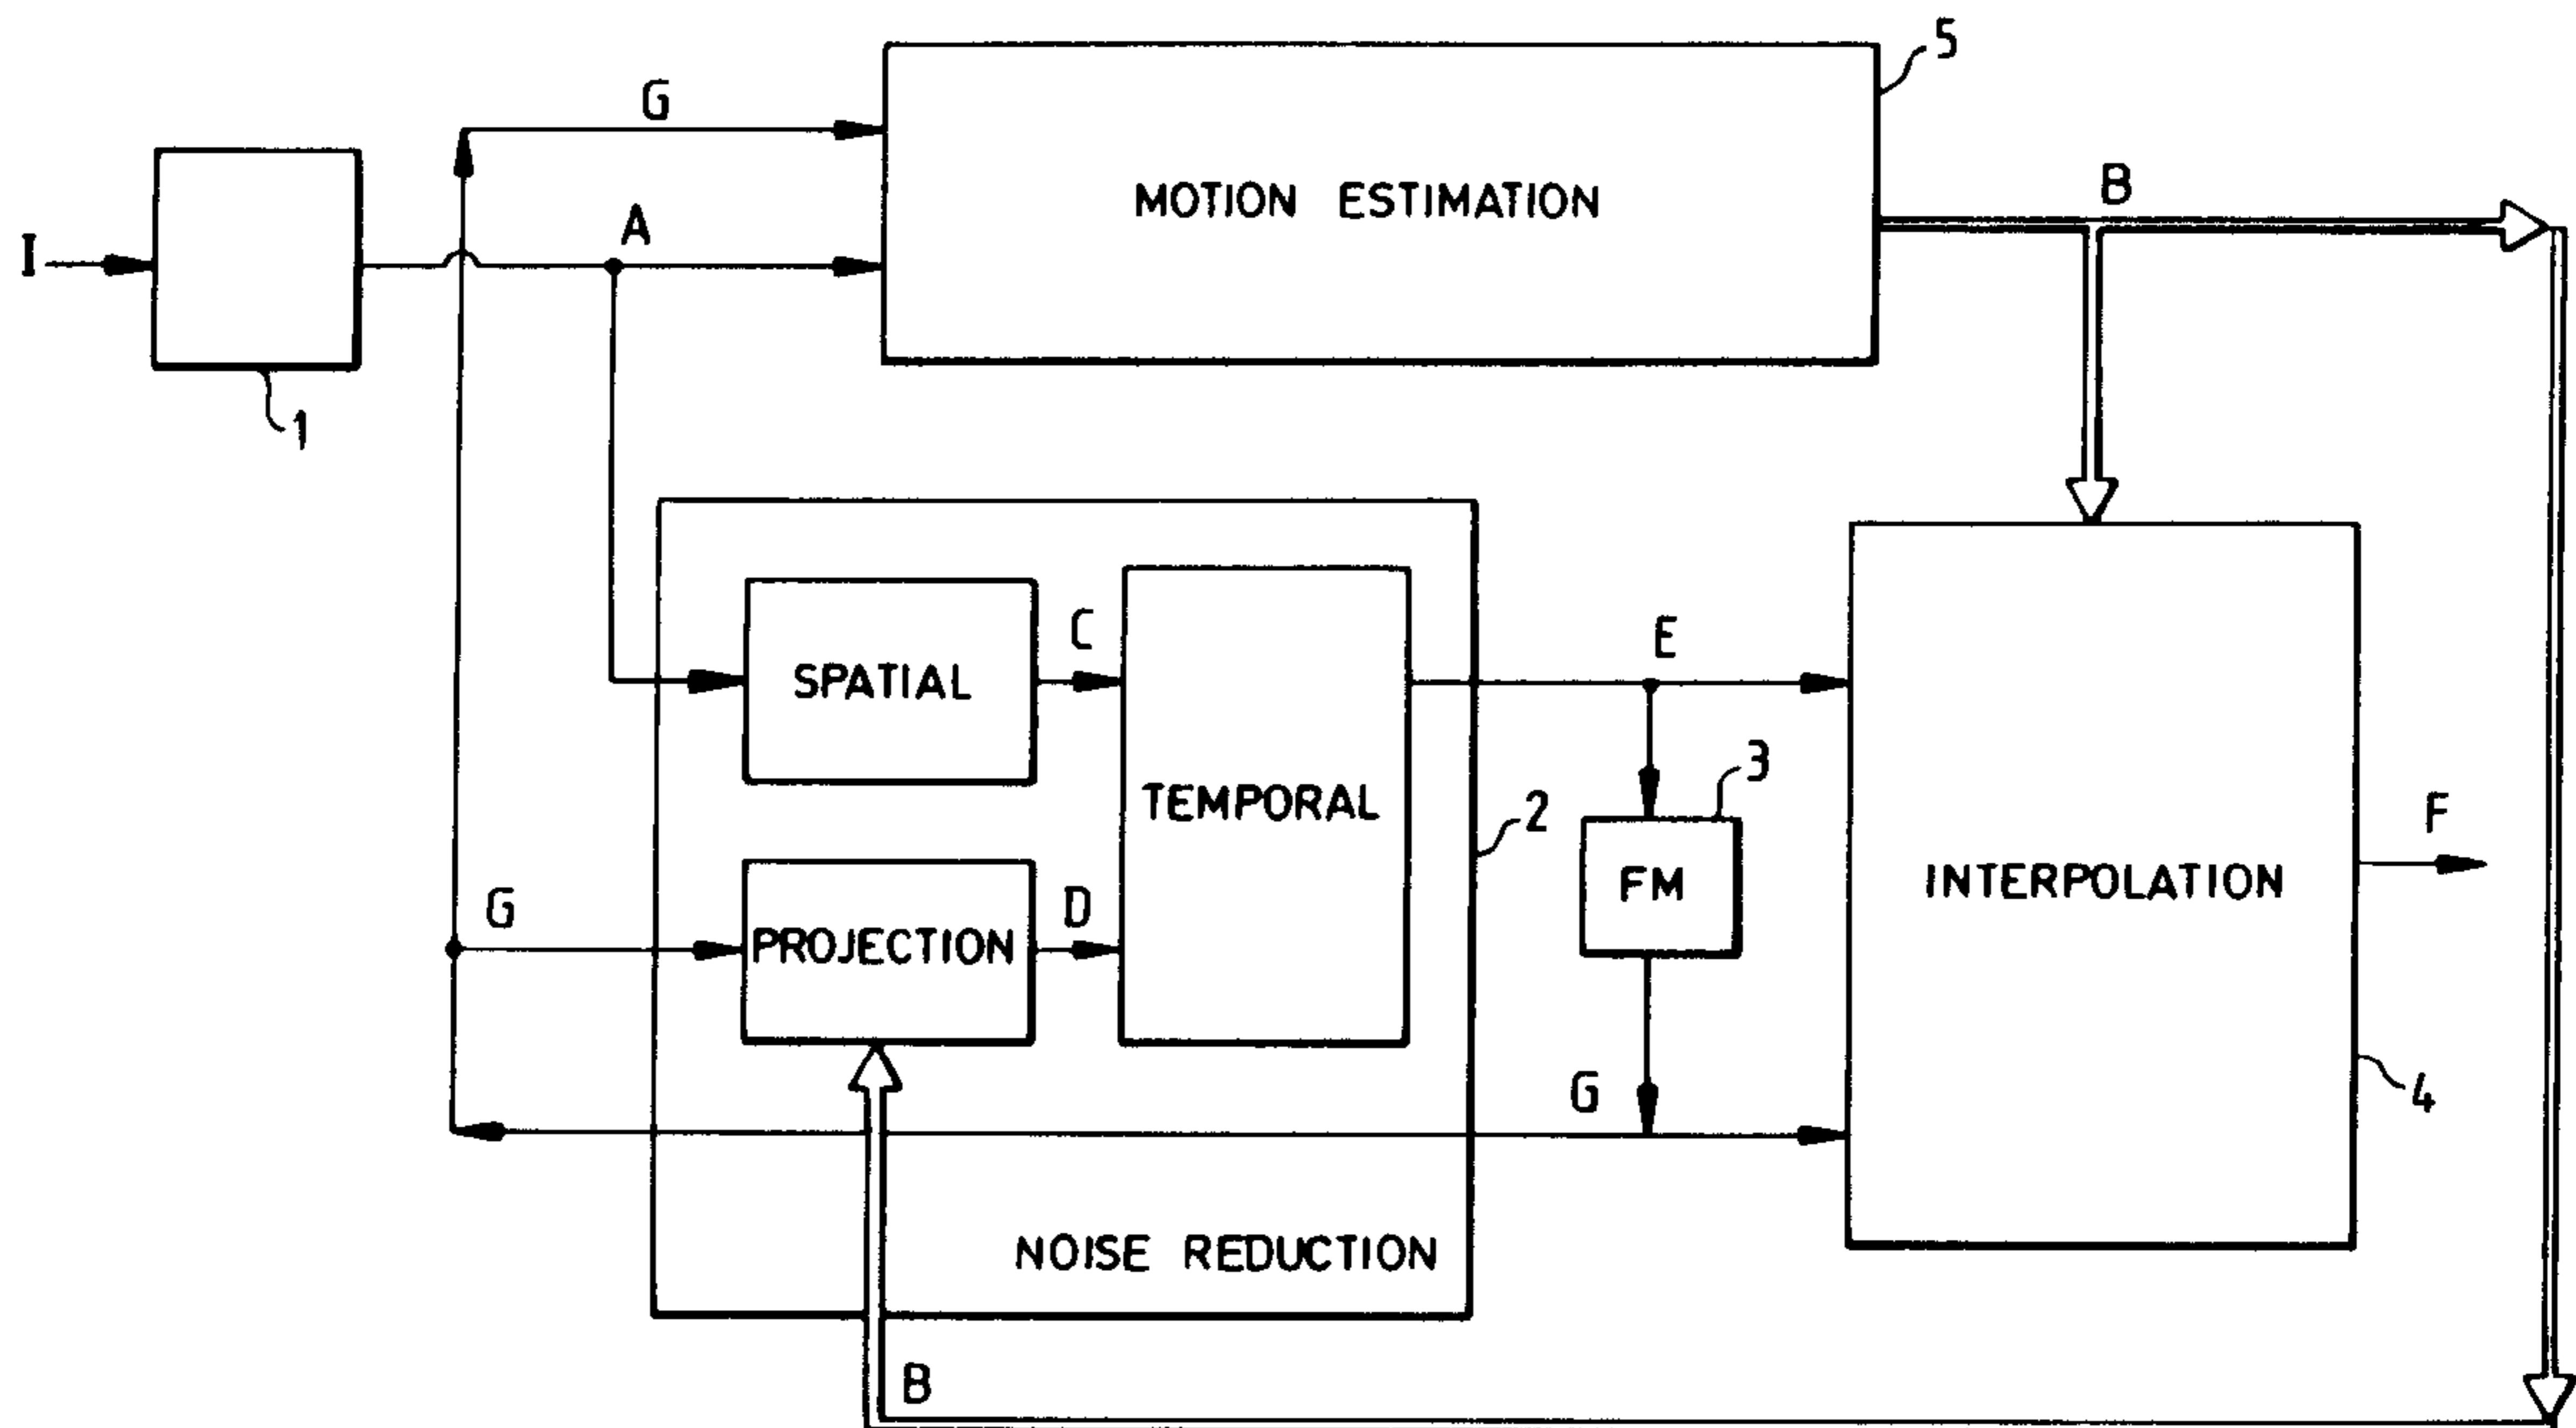 5
G
MOTION ESTIMATION
B
A
I
1
SPATIAL
C
E
TEMPORAL
3
2
FM
F
INTERPOLATION
G
PROJECTION
D
G
4
NOISE REDUCTION
B